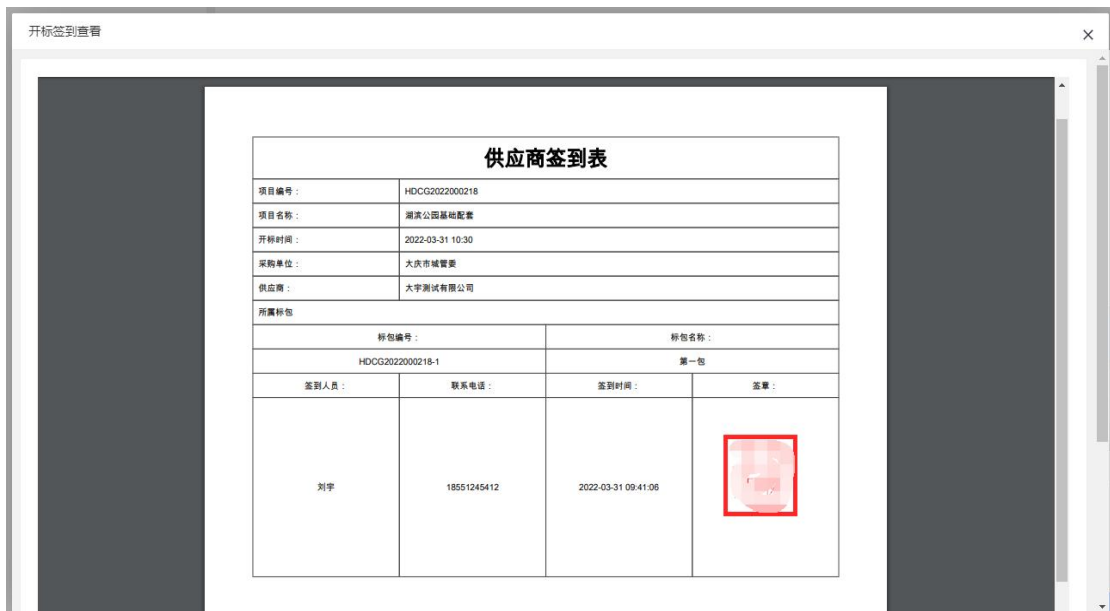 开标签到查看
供应商签到表
项目编号： HDCG2022000218
项目名称： 湖滨公园基础配套
开标时间： 2022-03-31 10:30
采购单位： 大庆市城管委
供应商： 大宇测试有限公司
所属标包
标包编号： 标包名称：
HDCG2022000218-1 第一包
签到人员： 联系电话： 签到时间： 签章：
刘宇 18551245412 2022-03-31 09:41:06